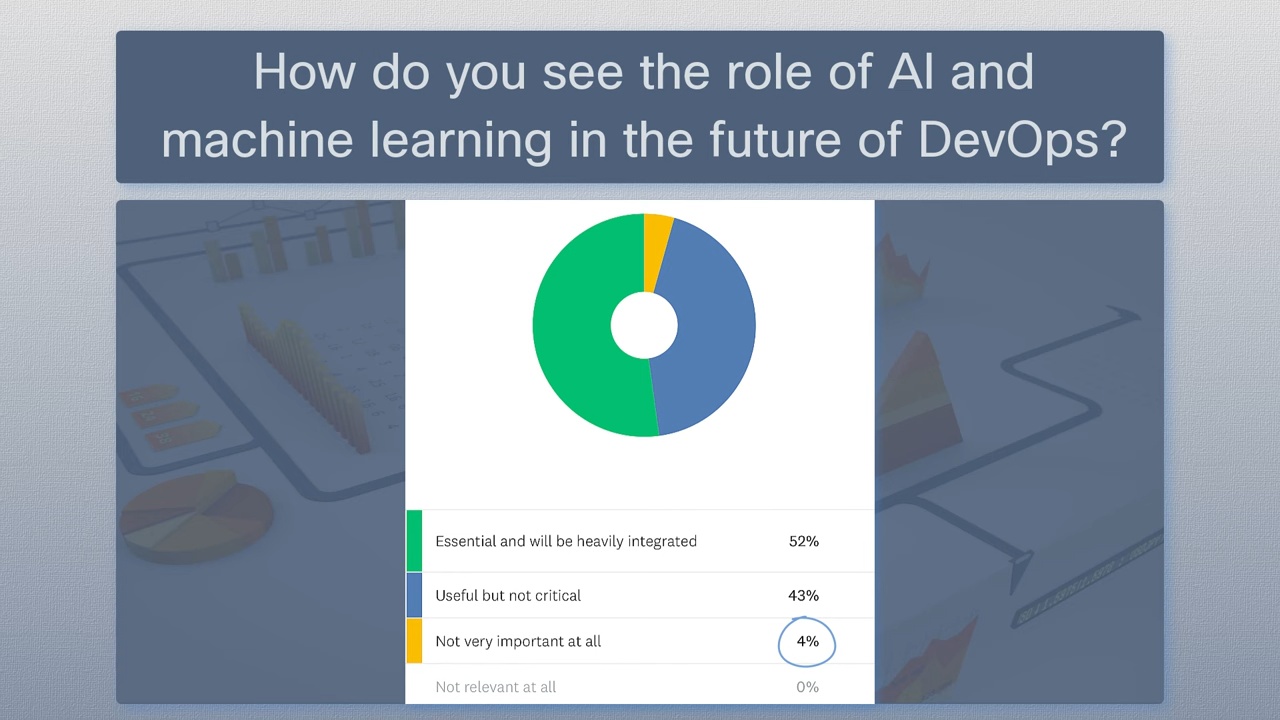 How do you see the role of AI and
machine learning in the future of DevOps?
Essential and will be heavily integrated 52%
Useful but not critical 43%
Not very important at all 4%
Not relevant at all 0%